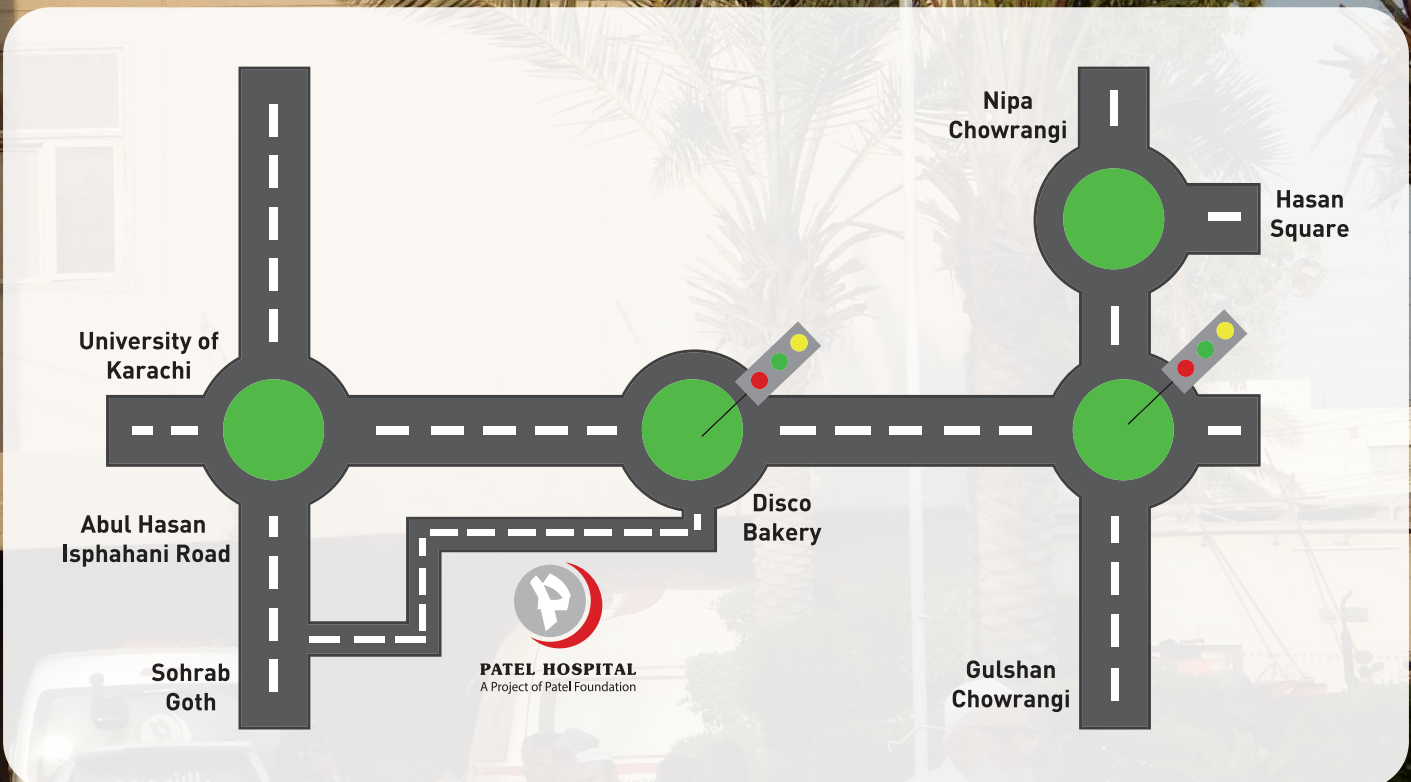 Nipa
Chowrangi
Hasan
Square
University of
Karachi
Disco
Bakery
Abul Hasan
Isphahani Road
PATEL HOSPITAL
A Project of Patel Foundation
Sohrab
Goth
Gulshan
Chowrangi